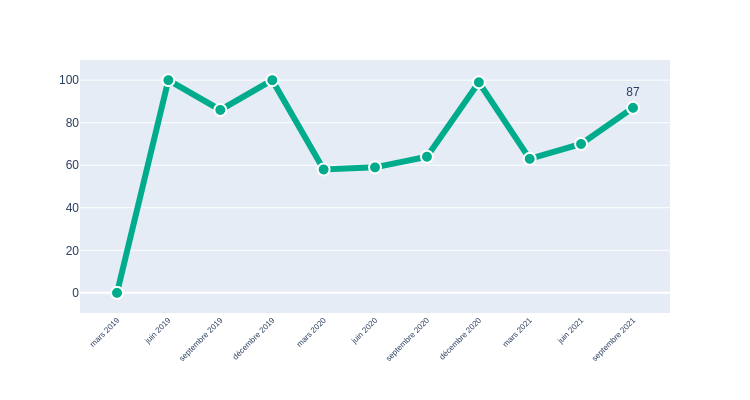 100
80
60
40
20
0
87
mars 2019
juin 2019
septembre 2019
décembre 2019
mars 2020
juin 2020
septembre 2020
décembre 2020
mars 2021
juin 2021
septembre 2021